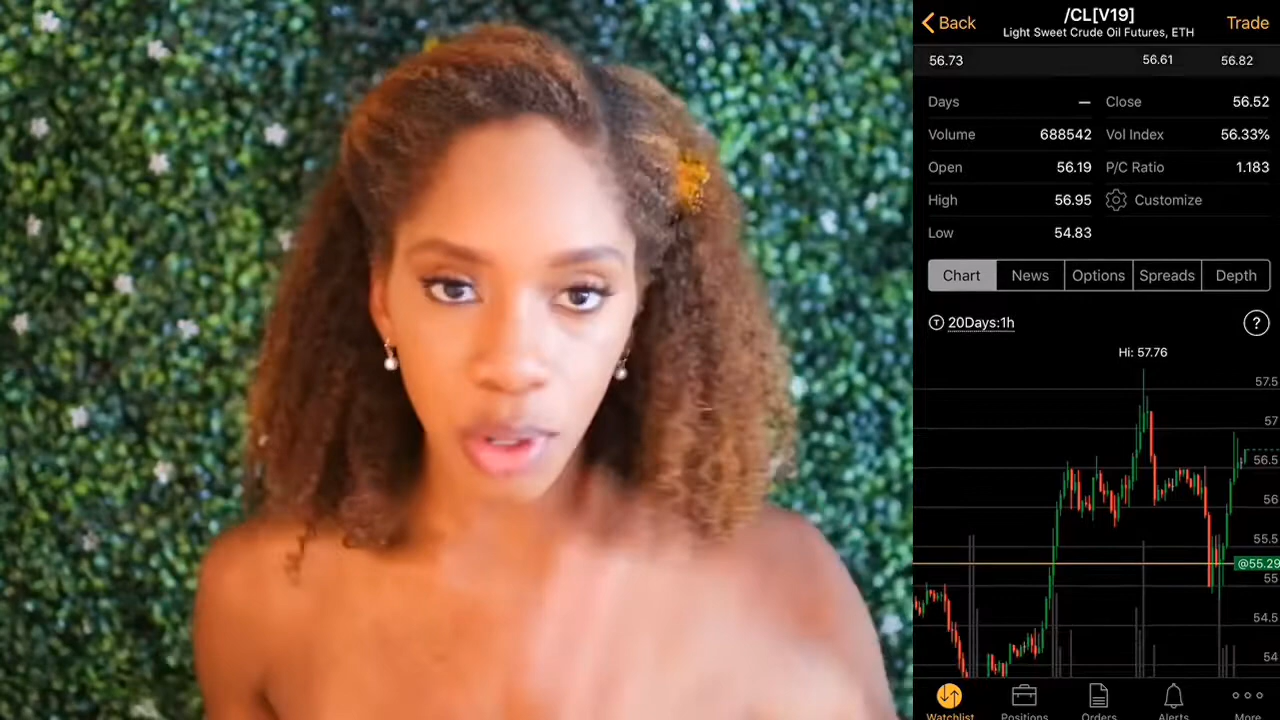 Back
/CL[V19]
Light Sweet Crude Oil Futures, ETH
Trade
56.73 56.61 56.82
Days — Close 56.52
Volume 688542 Vol Index 56.33%
Open 56.19 P/C Ratio 1.183
High 56.95 Customize
Low 54.83
Chart News Options Spreads Depth
T 20Days:1h ?
Hi: 57.76
57.5
57
56.5
56
55.5
@55.29
55
54.5
54
Watchlist Positions Orders Alerts More